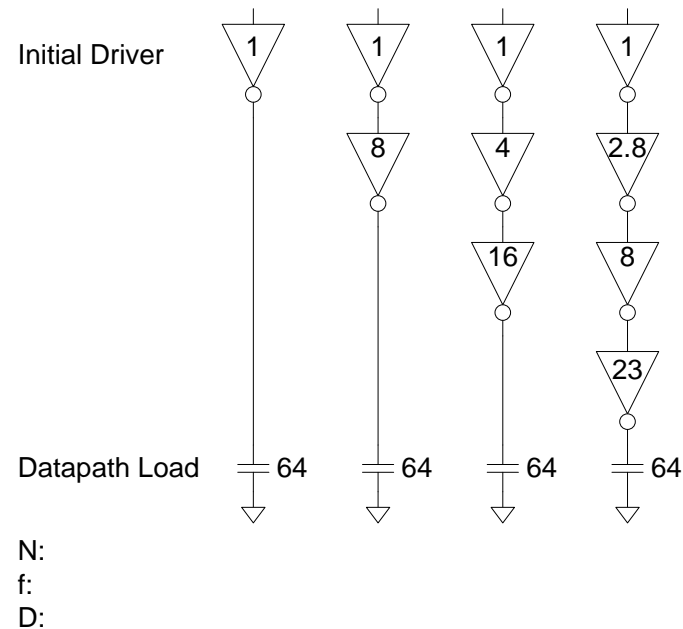 Initial Driver 1 1 1 1
8 4 2.8
16 8
23
Datapath Load 64 64 64 64
N:
f:
D: